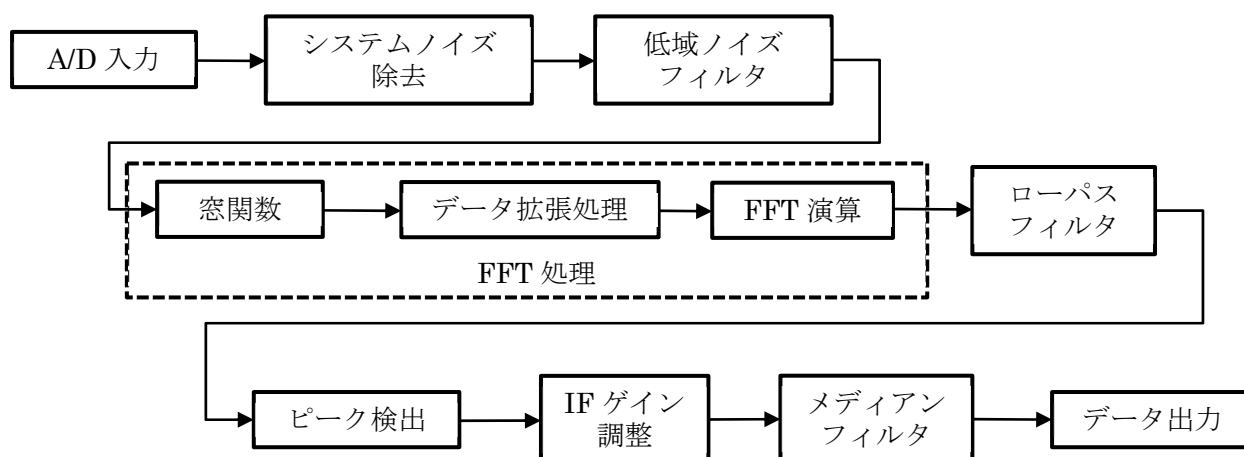 A/D 入力
システムノイズ
除去
低域ノイズ
フィルタ
窓関数
データ拡張処理
FFT 演算
FFT 処理
ローパス
フィルタ
ピーク検出
IF ゲイン
調整
メディアン
フィルタ
データ出力